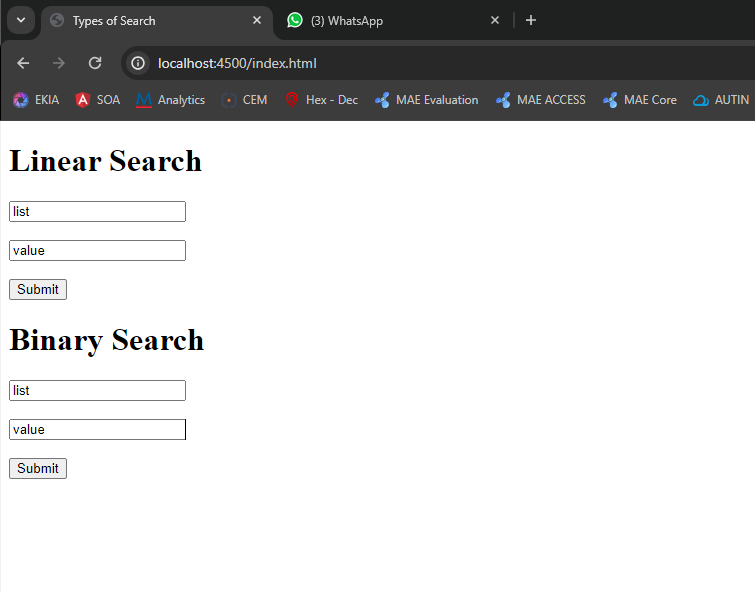 Types of Search
(3) WhatsApp
localhost:4500/index.html
EKIA SOA Analytics CEM Hex - Dec MAE Evaluation MAE ACCESS MAE Core AUTIN
Linear Search
list
value
Submit
Binary Search
list
value
Submit